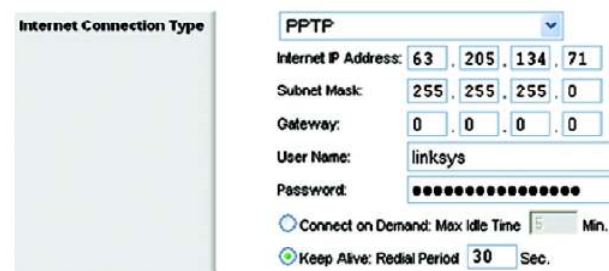 Internet Connection Type
PPTP
Internet IP Address: 63 . 205 . 134 . 71
Subnet Mask: 255 . 255 . 255 . 0
Gateway: 0 . 0 . 0 . 0
User Name: linksys
Password: ●●●●●●●●●●●●●●●●
Connect on Demand: Max Idle Time 5 Min.
Keep Alive: Redial Period 30 Sec.